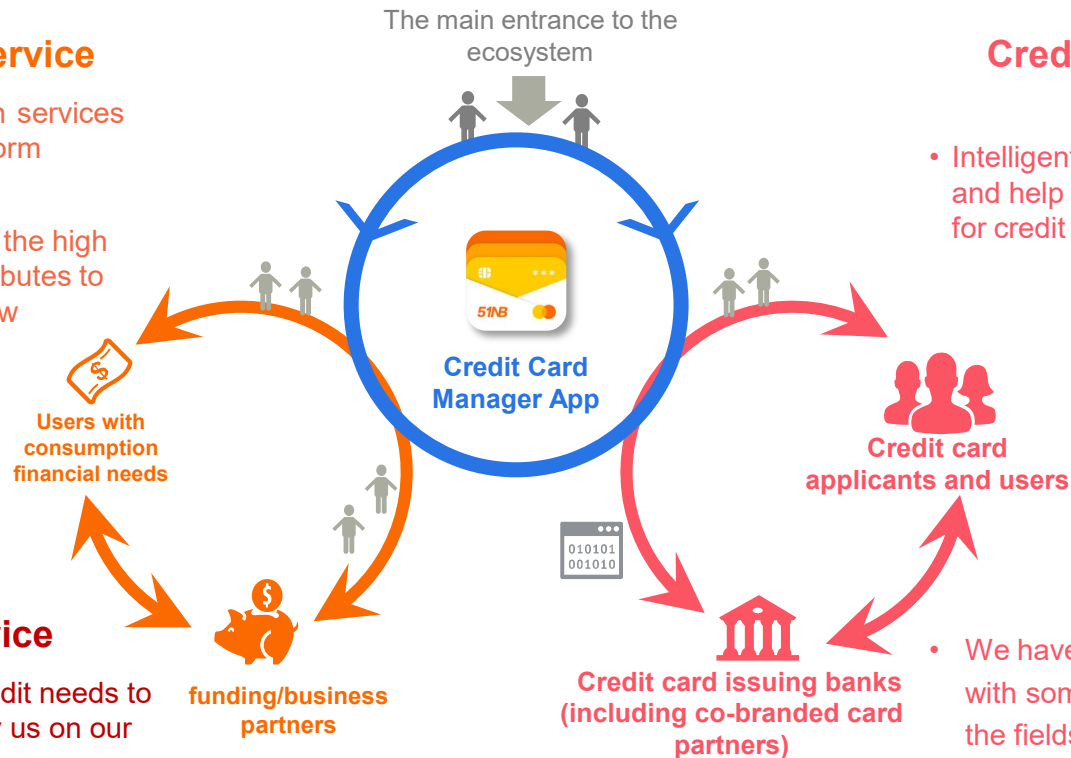 The main entrance to the
ecosystem
ervice
n services
orm
the high
butes to
w
Cred
• Intelligent
and help
for credit
51NB
Credit Card
Manager App
Users with
consumption
financial needs
Credit card
applicants and users
010101
001010
$
$
vice
edit needs to
us on our
funding/business
partners
Credit card issuing banks
(including co-branded card
partners)
• We have
with som
the fields